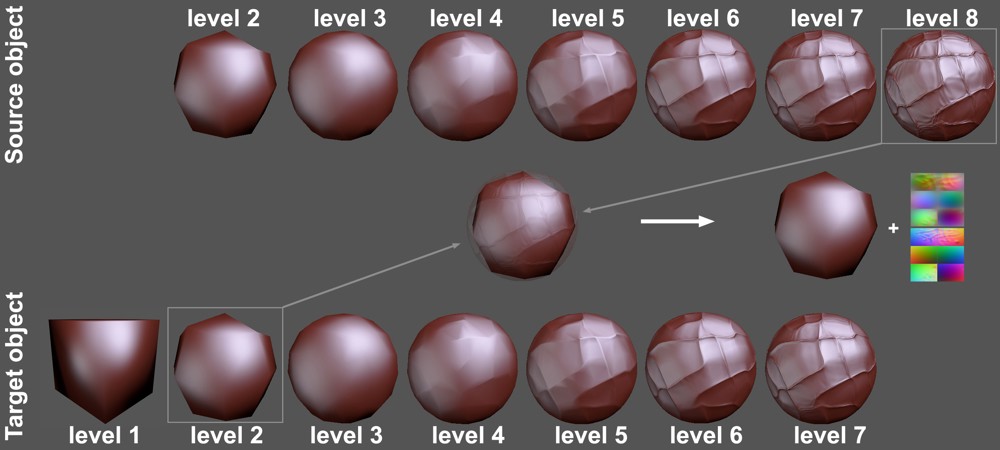 Source object
level 2 level 3 level 4 level 5 level 6 level 7 level 8
+
Target object
level 1 level 2 level 3 level 4 level 5 level 6 level 7